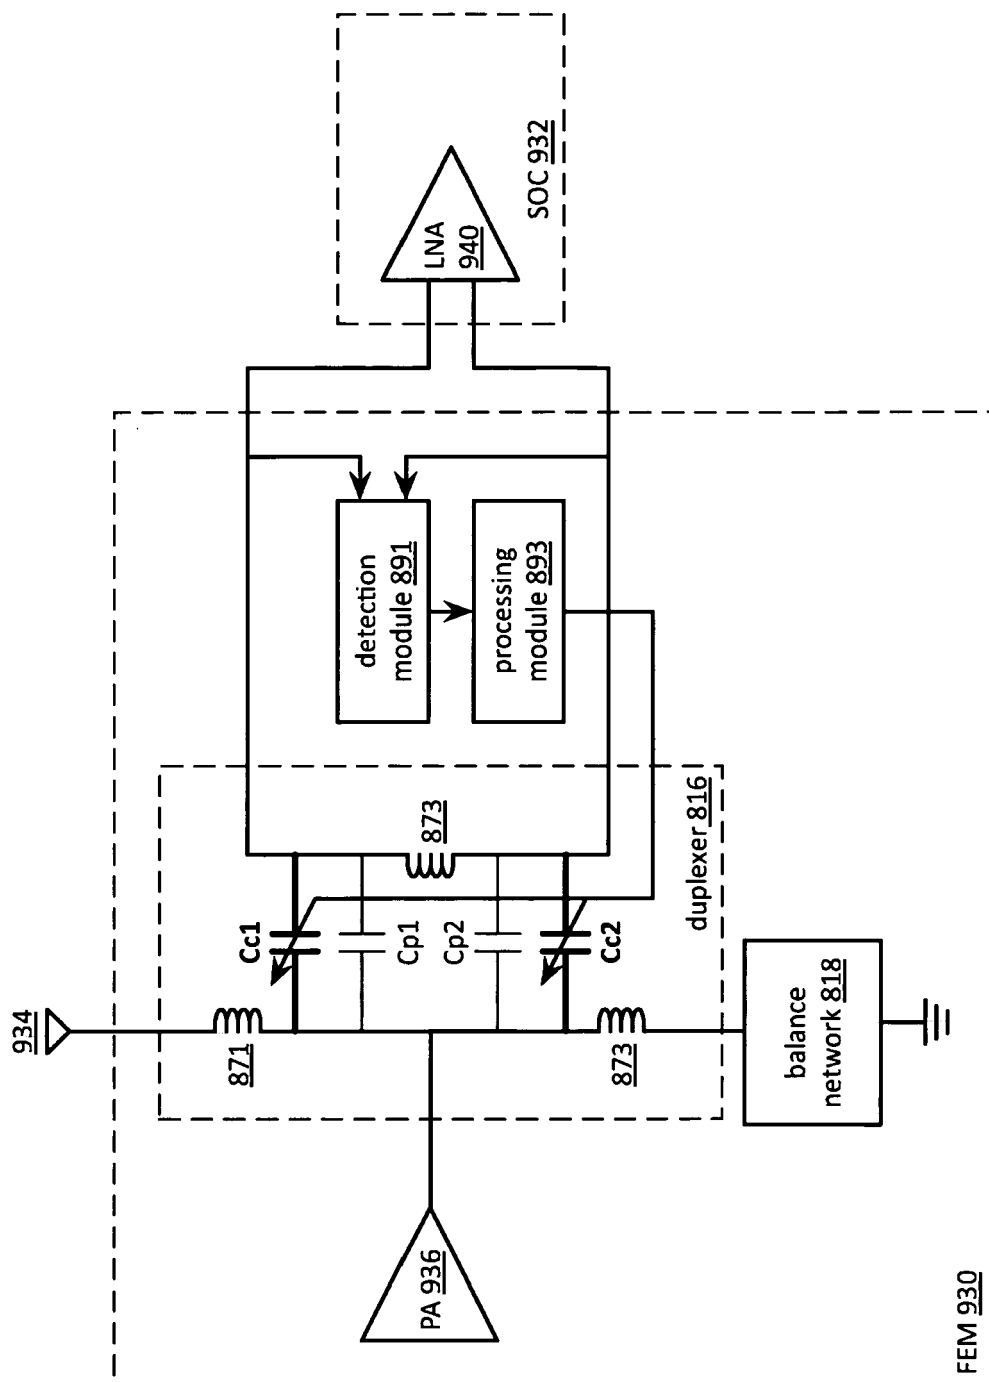 934
871
Cc1
Cp1
Cp2
Cc2
873
873
duplexer 816
PA 936
balance
network 818
detection
module 891
processing
module 893
LNA
940
SOC 932
FEM 930